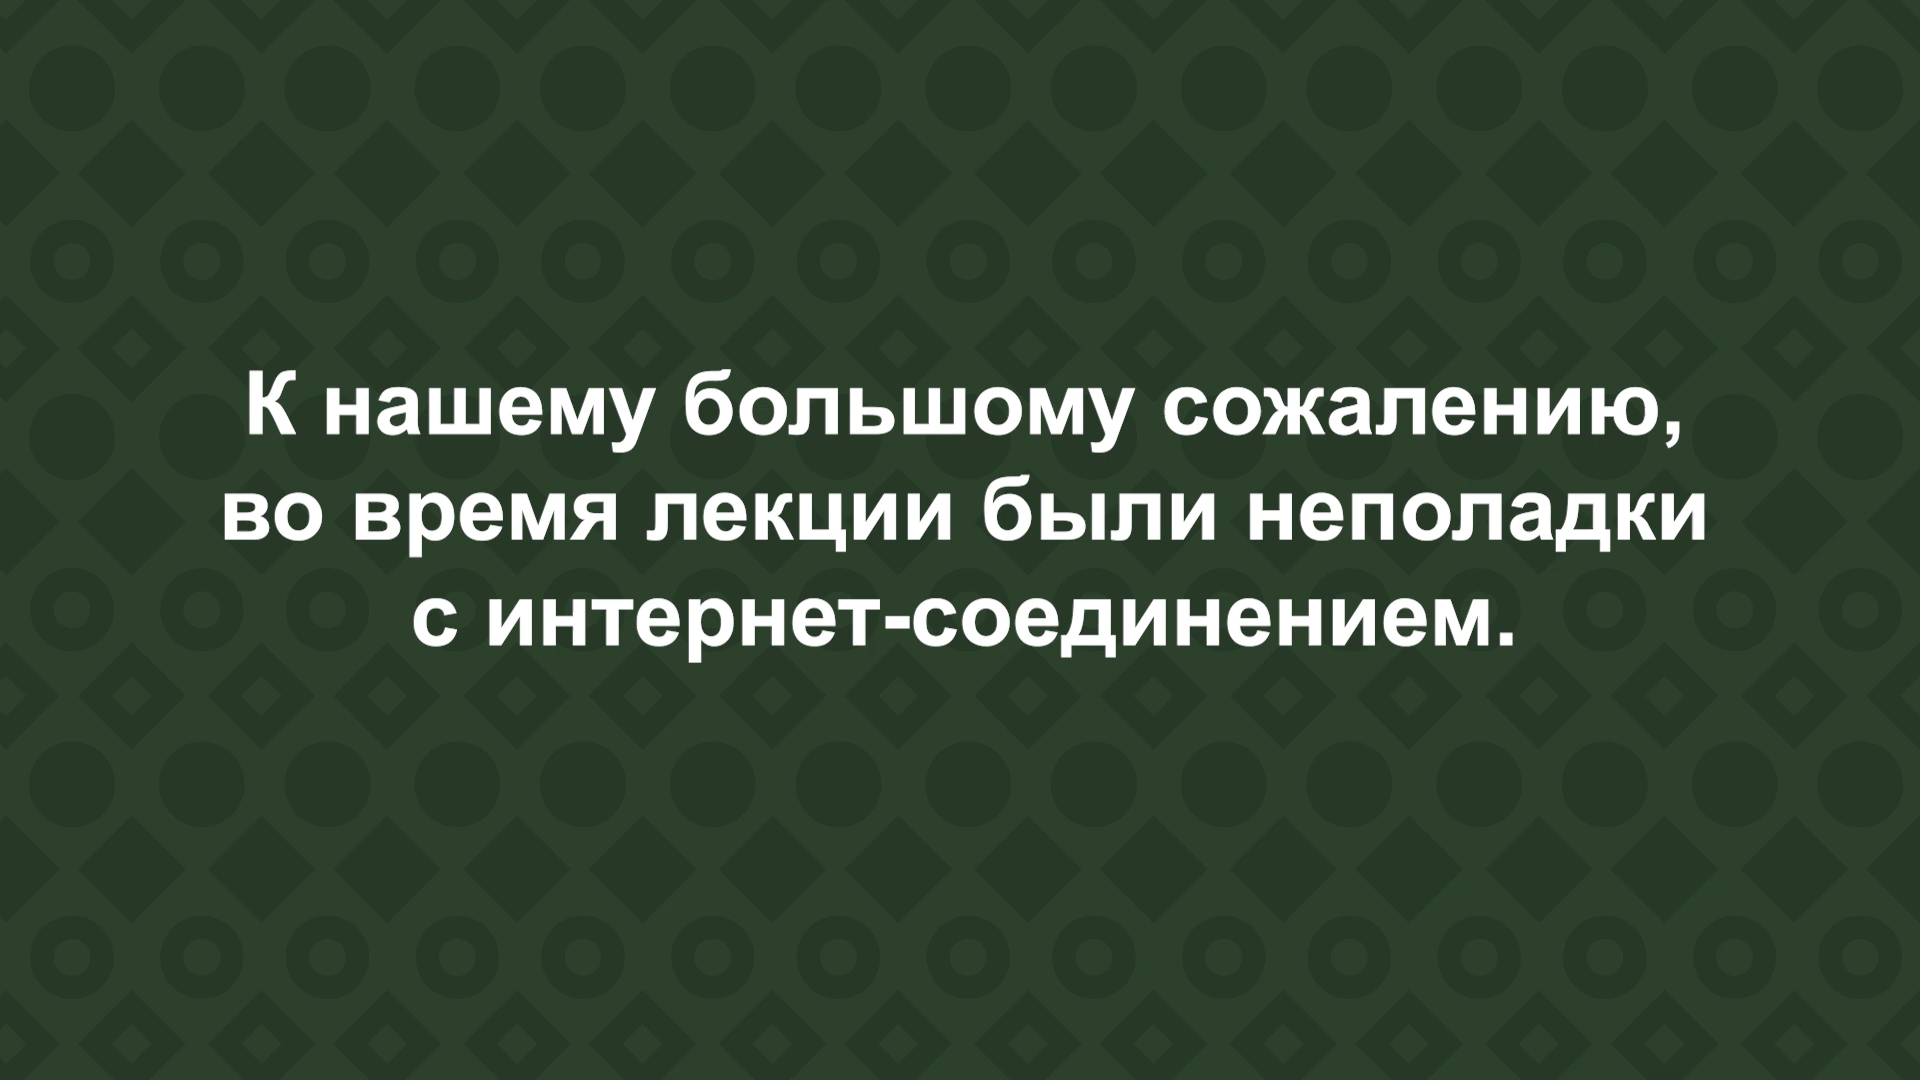 К нашему большому сожалению,
во время лекции были неполадки
с интернет-соединением.